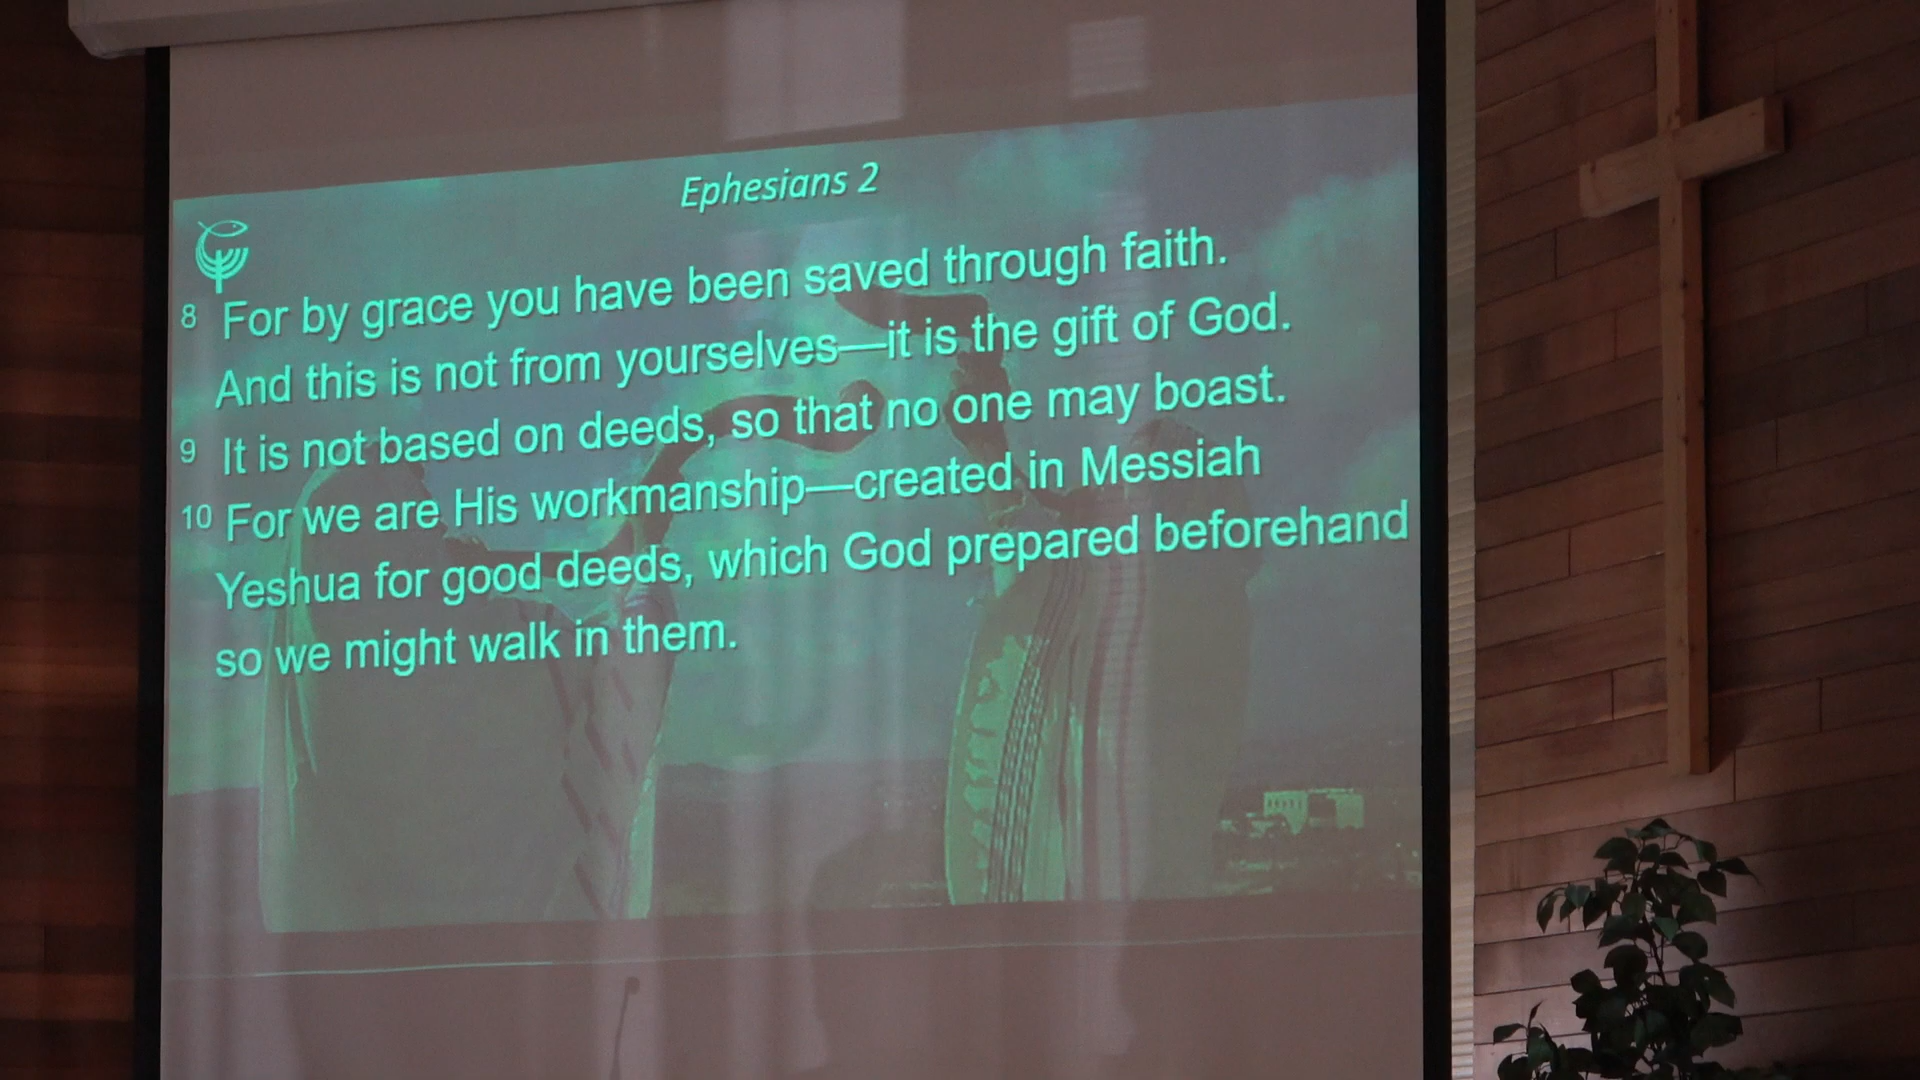 Ephesians 2
8 For by grace you have been saved through faith.
And this is not from yourselves—it is the gift of God.
9 It is not based on deeds, so that no one may boast.
10 For we are His workmanship—created in Messiah
Yeshua for good deeds, which God prepared beforehand
so we might walk in them.